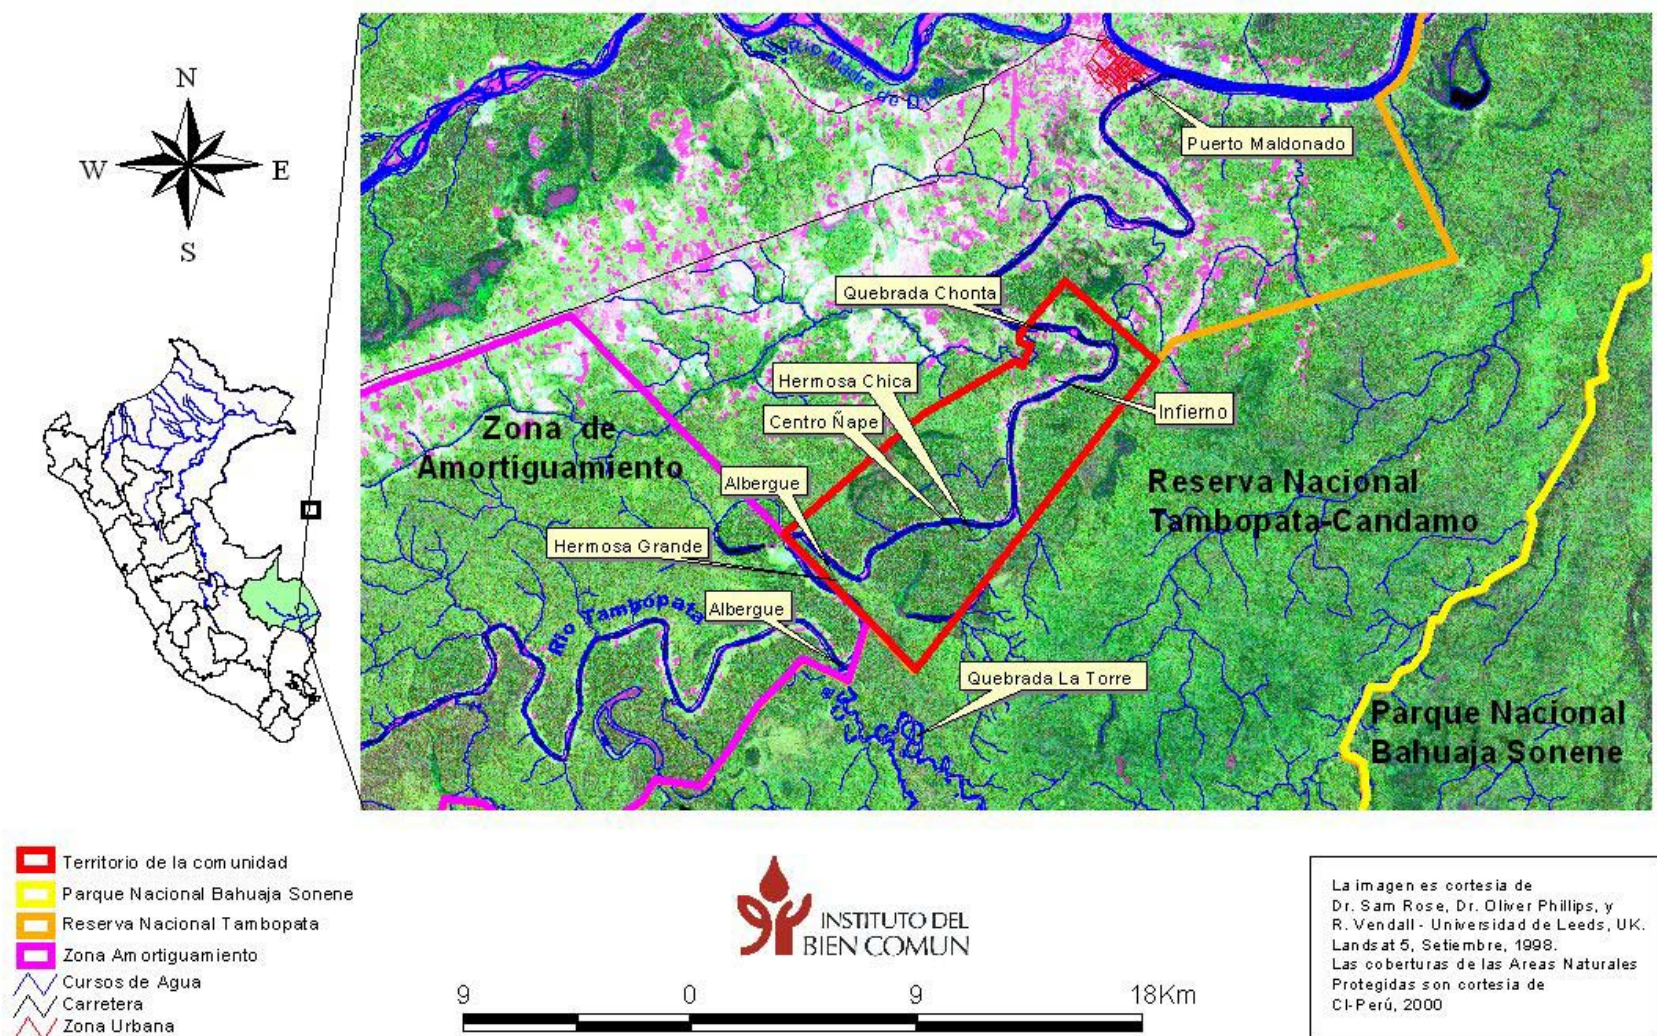 N
W E
S
Río Madre de Dios
Puerto Maldonado
Quebrada Chonta
Hermosa Chica
Centro Ñape
Infierno
Zona de
Amortiguamiento
Albergue
Reserva Nacional
Tambopata-Candamo
Hermosa Grande
Río Tambopata
Albergue
Quebrada La Torre
Parque Nacional
Bahuaja Sonene
Territorio de la comunidad
Parque Nacional Bahuaja Sonene
Reserva Nacional Tambopata
Zona Amortiguamiento
Cursos de Agua
Carretera
Zona Urbana
INSTITUTO DEL
BIEN COMUN
9 0 9 18Km
La imagen es cortesia de
Dr. Sam Rose, Dr. Oliver Phillips, y
R. Vendall - Universidad de Leeds, UK.
Landsat 5, Setiembre, 1998.
Las coberturas de las Areas Naturales
Protegidas son cortesia de
CI-Perú, 2000